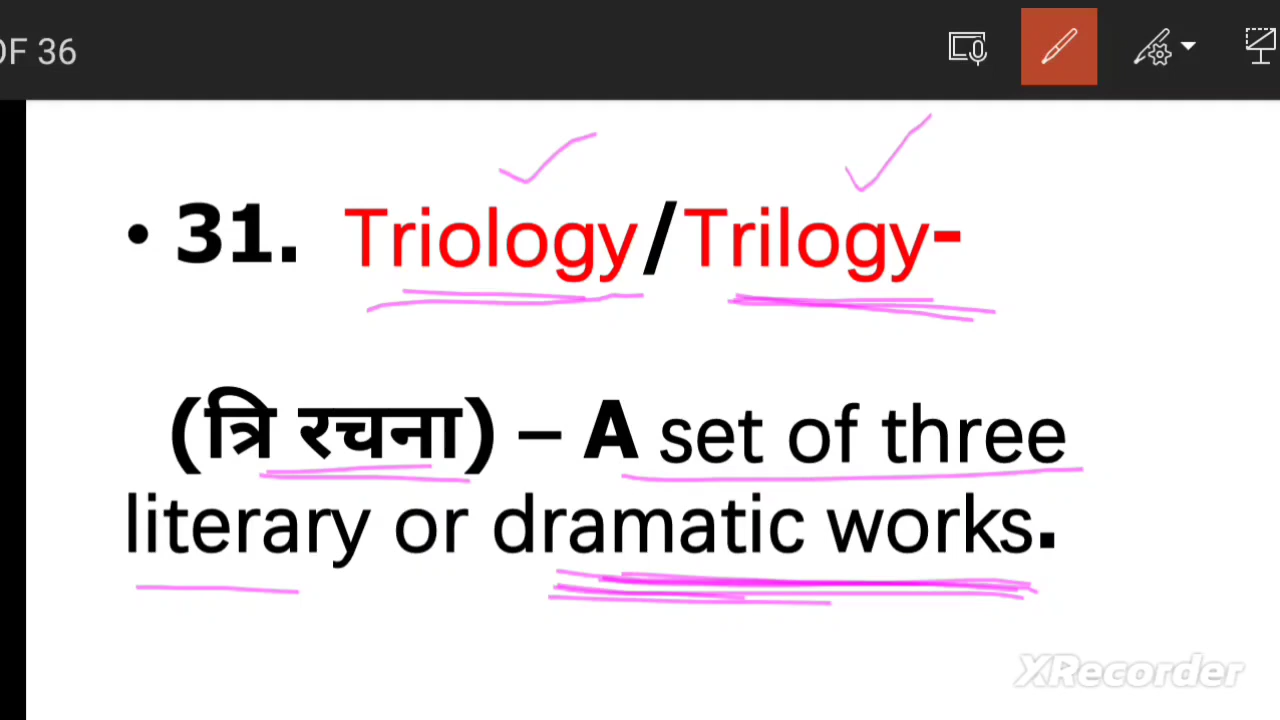 OF 36
• 31. Triology/Trilogy-
(त्रि रचना) – A set of three
literary or dramatic works.
XRecorder